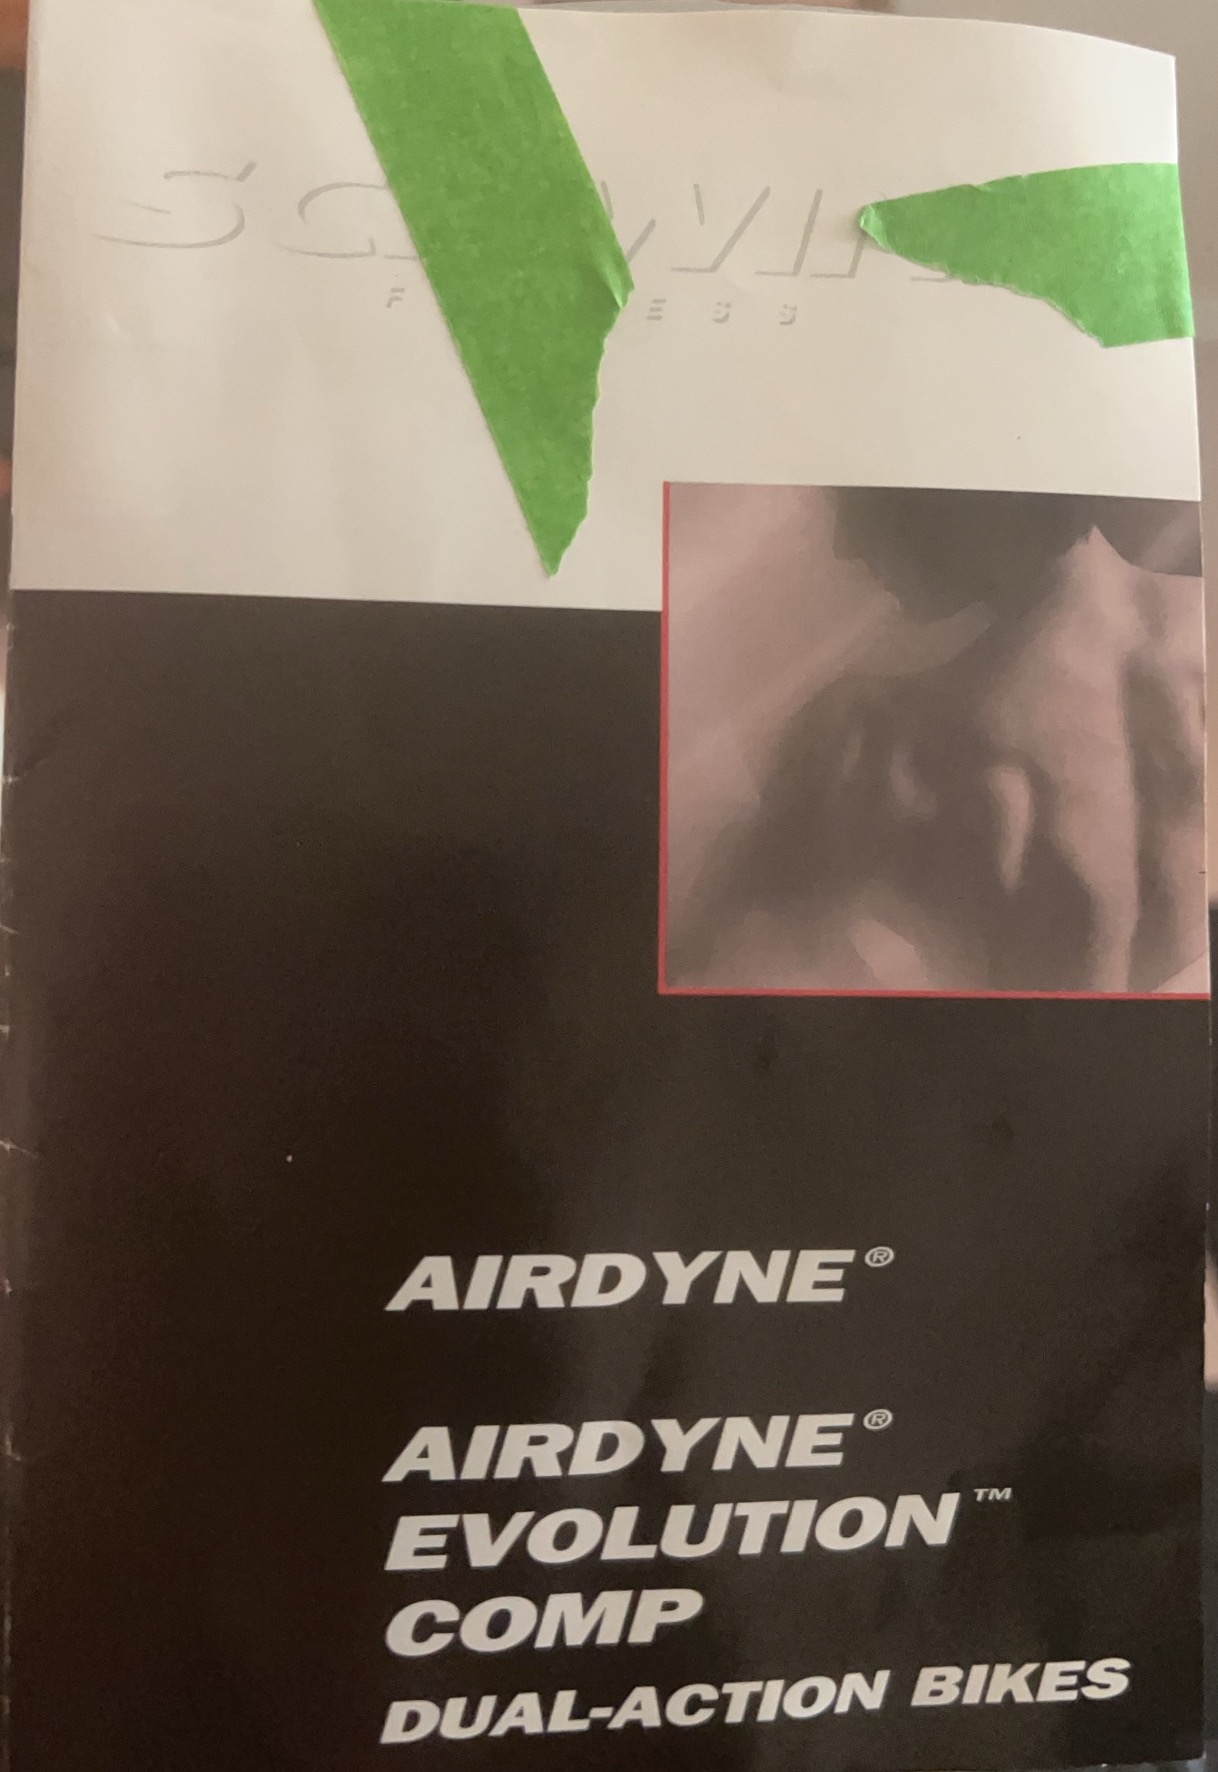 AIRDYNE®
AIRDYNE®
EVOLUTION™
COMP
DUAL-ACTION BIKES